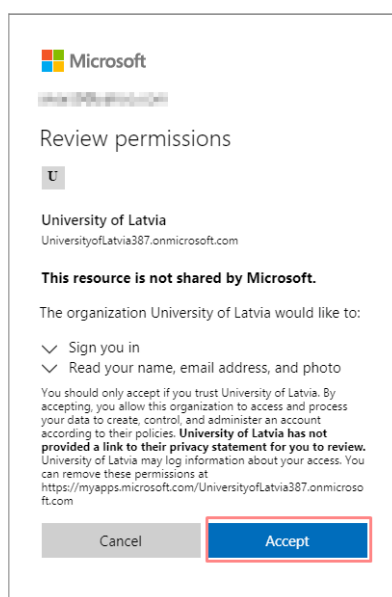 Microsoft
Review permissions
U
University of Latvia
UniversityofLatvia387.onmicrosoft.com
This resource is not shared by Microsoft.
The organization University of Latvia would like to:
Sign you in
Read your name, email address, and photo
You should only accept if you trust University of Latvia. By
accepting, you allow this organization to access and process
your data to create, control, and administer an account
according to their policies. University of Latvia has not
provided a link to their privacy statement for you to review.
University of Latvia may log information about your access. You
can remove these permissions at
https://myapps.microsoft.com/UniversityofLatvia387.onmicroso
ft.com
Cancel
Accept